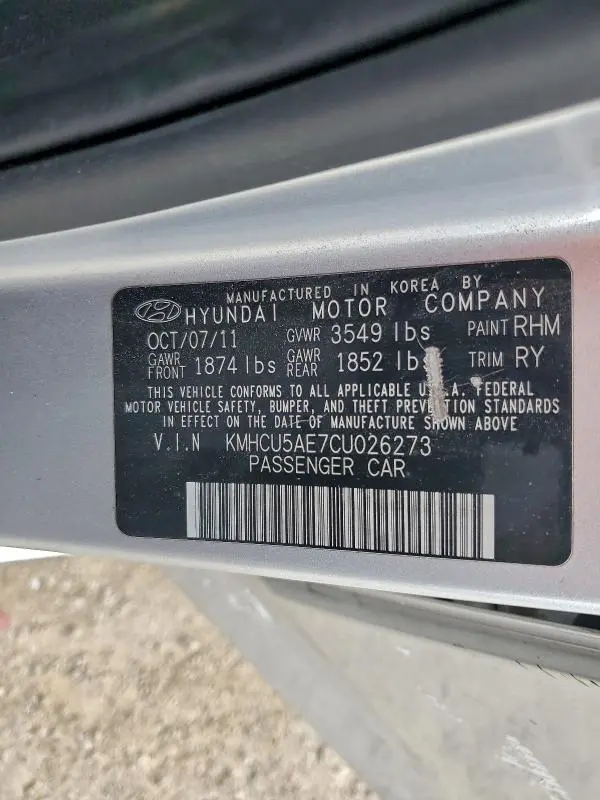 MANUFACTURED IN KOREA BY
HYUNDAI MOTOR COMPANY
OCT/07/11 GVWR 3549 lbs PAINT RHM
GAWR FRONT 1874 lbs GAWR REAR 1852 lbs TRIM RY
THIS VEHICLE CONFORMS TO ALL APPLICABLE U.S.A. FEDERAL
MOTOR VEHICLE SAFETY, BUMPER, AND THEFT PREVENTION STANDARDS
IN EFFECT ON THE DATE OF MANUFACTURE SHOWN ABOVE
V.I.N KMHCU5AE7CU026273
PASSENGER CAR